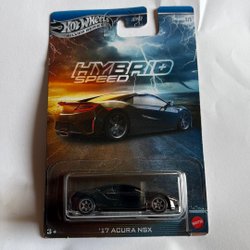 Hot Wheels
HYBRID
SPEED
3+
'17 ACURA NSX